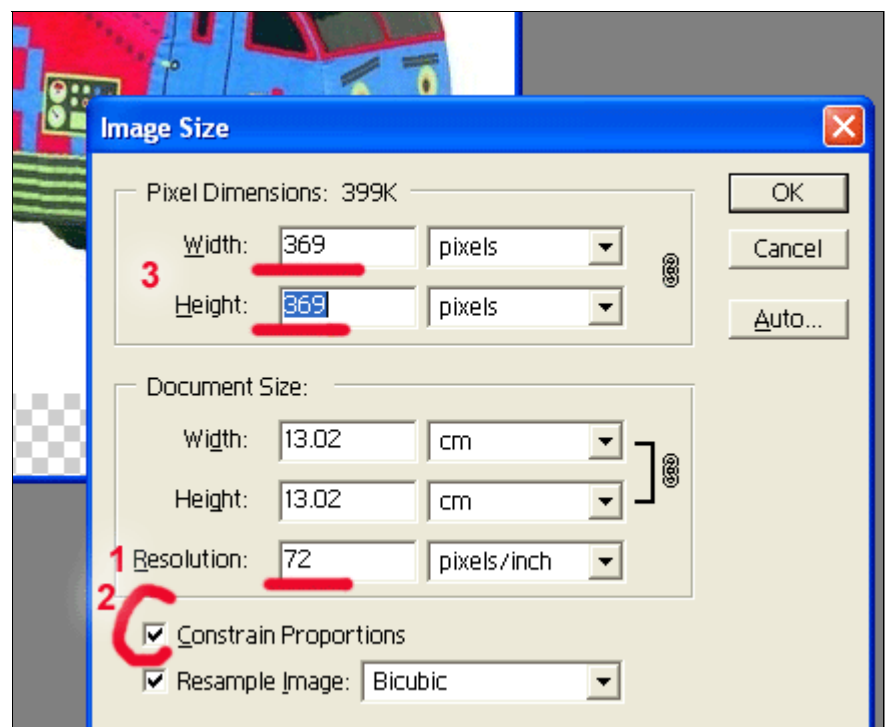 Image Size
Pixel Dimensions: 399K
OK
Width: 369 pixels
Cancel
3
Height: 369 pixels
Auto...
Document Size:
Width: 13.02 cm
Height: 13.02 cm
1 Resolution: 72 pixels/inch
2
Constrain Proportions
Resample Image: Bicubic